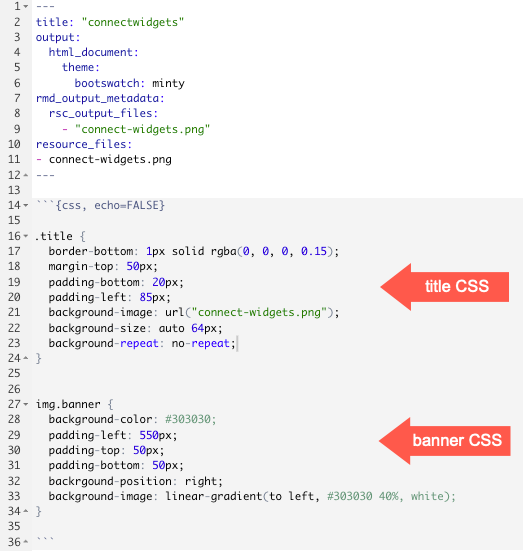 1 ---
2 title: "connectwidgets"
3 output:
4   html_document:
5     theme:
6       bootswatch: minty
7 rmd_output_metadata:
8   rsc_output_files:
9     - "connect-widgets.png"
10 resource_files:
11 - connect-widgets.png
12 ---
13
14 ```{css, echo=FALSE}
15
16 .title {
17   border-bottom: 1px solid rgba(0, 0, 0, 0.15);
18   margin-top: 50px;
19   padding-bottom: 20px; title CSS
20   padding-left: 85px;
21   background-image: url("connect-widgets.png");
22   background-size: auto 64px;
23   background-repeat: no-repeat;
24 }
25
26
27 img.banner {
28   background-color: #303030;
29   padding-left: 550px; banner CSS
30   padding-top: 50px;
31   padding-bottom: 50px;
32   backrgound-position: right;
33   background-image: linear-gradient(to left, #303030 40%, white);
34 }
35
36 ```